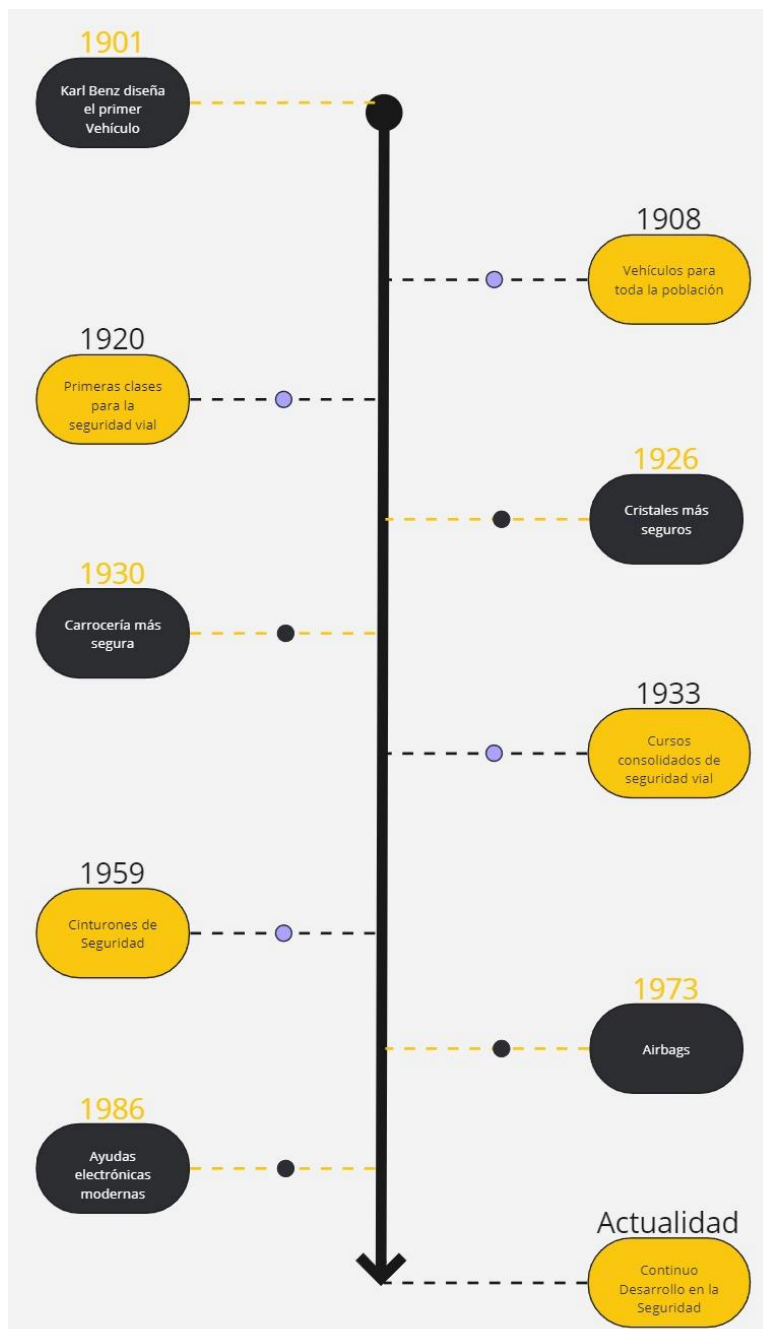 1901
Karl Benz diseña
el primer
Vehículo
1908
Vehículos para
toda la población
1920
Primeras clases
para la
seguridad vial
1926
Cristales más
seguros
1930
Carrocería más
segura
1933
Cursos
consolidados de
seguridad vial
1959
Cinturones de
Seguridad
1973
Airbags
1986
Ayudas
electrónicas
modernas
Actualidad
Continuo
Desarrollo en la
Seguridad